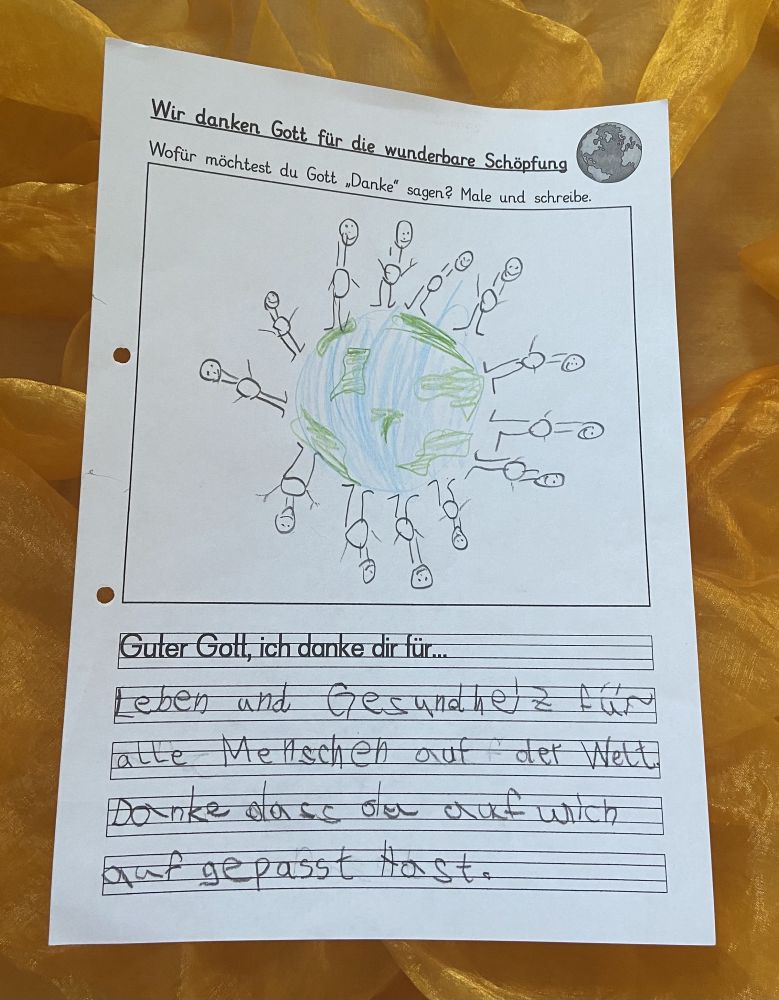 Wir danken Gott für die wunderbare Schöpfung
Wofür möchtest du Gott „Danke“ sagen? Male und schreibe.
Guter Gott, ich danke dir für...
Leben und Gesundheiz für
alle Menschen auf der Welt.
Danke dass du auf mich
auf gepasst Hast.